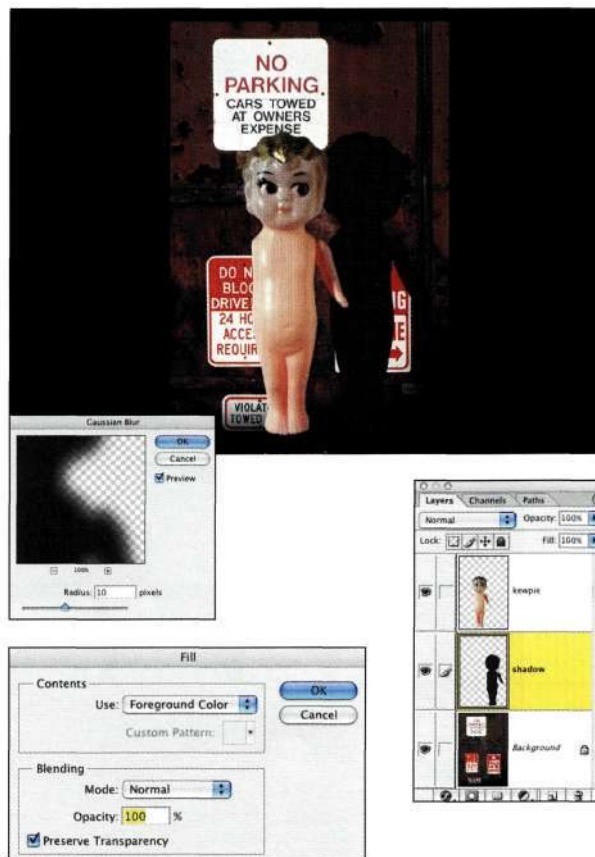 NO
PARKING
CARS TOWED
AT OWNERS
EXPENSE
DO N
BLOC
DRIVE
24 HO
ACCE
REQUIR
G
E
VIOLAT
TOWED
Gaussian Blur
OK
Cancel
Preview
100%
Radius: 10 pixels
Layers Channels Paths
Normal Opacity: 100%
Lock: Fill: 100%
kewpie
shadow
Background
Fill
Contents
Use: Foreground Color
Custom Pattern:
OK
Cancel
Blending
Mode: Normal
Opacity: 100 %
Preserve Transparency